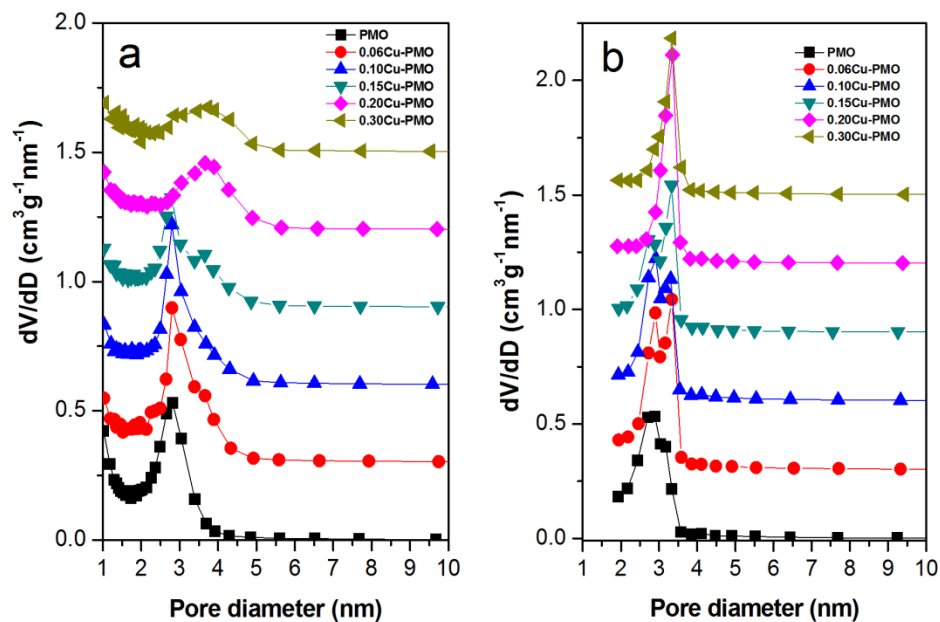 a
PMO
0.06Cu-PMO
0.10Cu-PMO
0.15Cu-PMO
0.20Cu-PMO
0.30Cu-PMO
2.0
1.5
1.0
0.5
0.0
dV/dD (cm³g⁻¹nm⁻¹)
1 2 3 4 5 6 7 8 9 10
Pore diameter (nm)
b
PMO
0.06Cu-PMO
0.10Cu-PMO
0.15Cu-PMO
0.20Cu-PMO
0.30Cu-PMO
2.0
1.5
1.0
0.5
0.0
dV/dD (cm³g⁻¹nm⁻¹)
1 2 3 4 5 6 7 8 9 10
Pore diameter (nm)